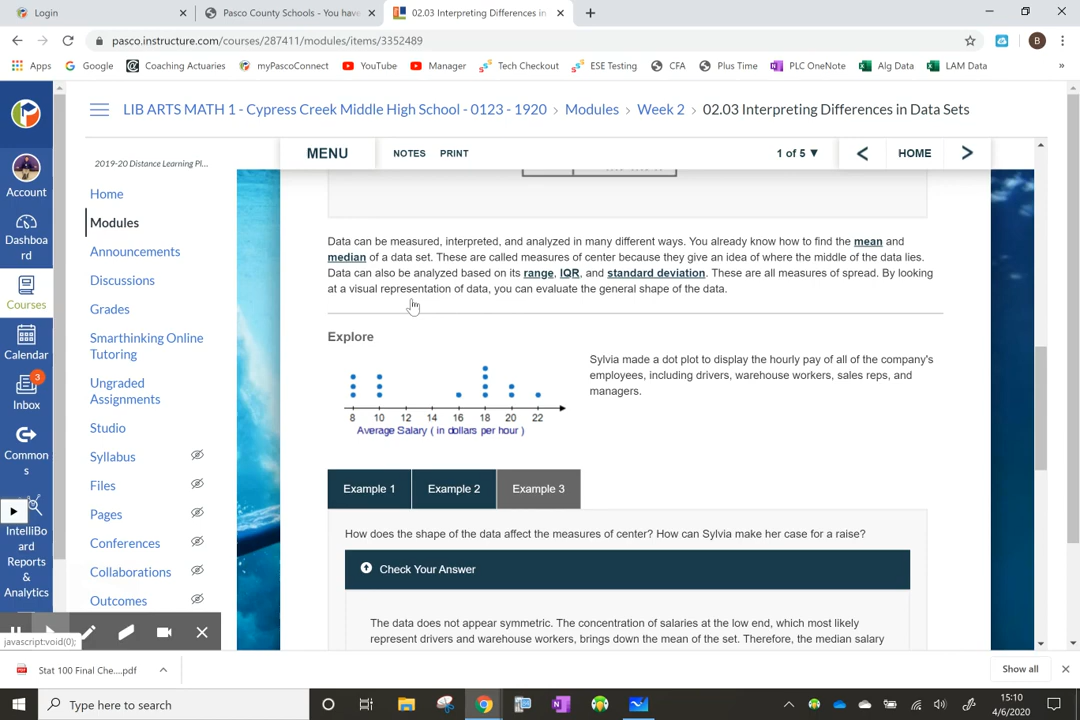 Login
Pasco County Schools - You have
02.03 Interpreting Differences in
pasco.instructure.com/courses/287411/modules/items/3352489
B
Apps
Google
Coaching Actuaries
myPascoConnect
YouTube
Manager
Tech Checkout
ESE Testing
CFA
Plus Time
PLC OneNote
Alg Data
LAM Data
»
LIB ARTS MATH 1 - Cypress Creek Middle High School - 0123 - 1920 > Modules > Week 2 > 02.03 Interpreting Differences in Data Sets
Account
Dashboa
rd
Courses
Calendar
3
Inbox
Common
s
IntelliBo
ard
Reports
&
Analytics
2019-20 Distance Learning Pl...
Home
Modules
Announcements
Discussions
Grades
Smarthinking Online
Tutoring
Ungraded
Assignments
Studio
Syllabus
Files
Pages
Conferences
Collaborations
Outcomes
MENU
NOTES
PRINT
1 of 5 ▼
HOME
Data can be measured, interpreted, and analyzed in many different ways. You already know how to find the mean and
median of a data set. These are called measures of center because they give an idea of where the middle of the data lies.
Data can also be analyzed based on its range, IQR, and standard deviation. These are all measures of spread. By looking
at a visual representation of data, you can evaluate the general shape of the data.
Explore
8 10 12 14 16 18 20 22
Average Salary ( in dollars per hour )
Sylvia made a dot plot to display the hourly pay of all of the company's
employees, including drivers, warehouse workers, sales reps, and
managers.
Example 1
Example 2
Example 3
How does the shape of the data affect the measures of center? How can Sylvia make her case for a raise?
Check Your Answer
The data does not appear symmetric. The concentration of salaries at the low end, which most likely
represent drivers and warehouse workers, brings down the mean of the set. Therefore, the median salary
javascript:void(0);
Stat 100 Final Che....pdf
Show all
Type here to search
15:10
4/6/2020